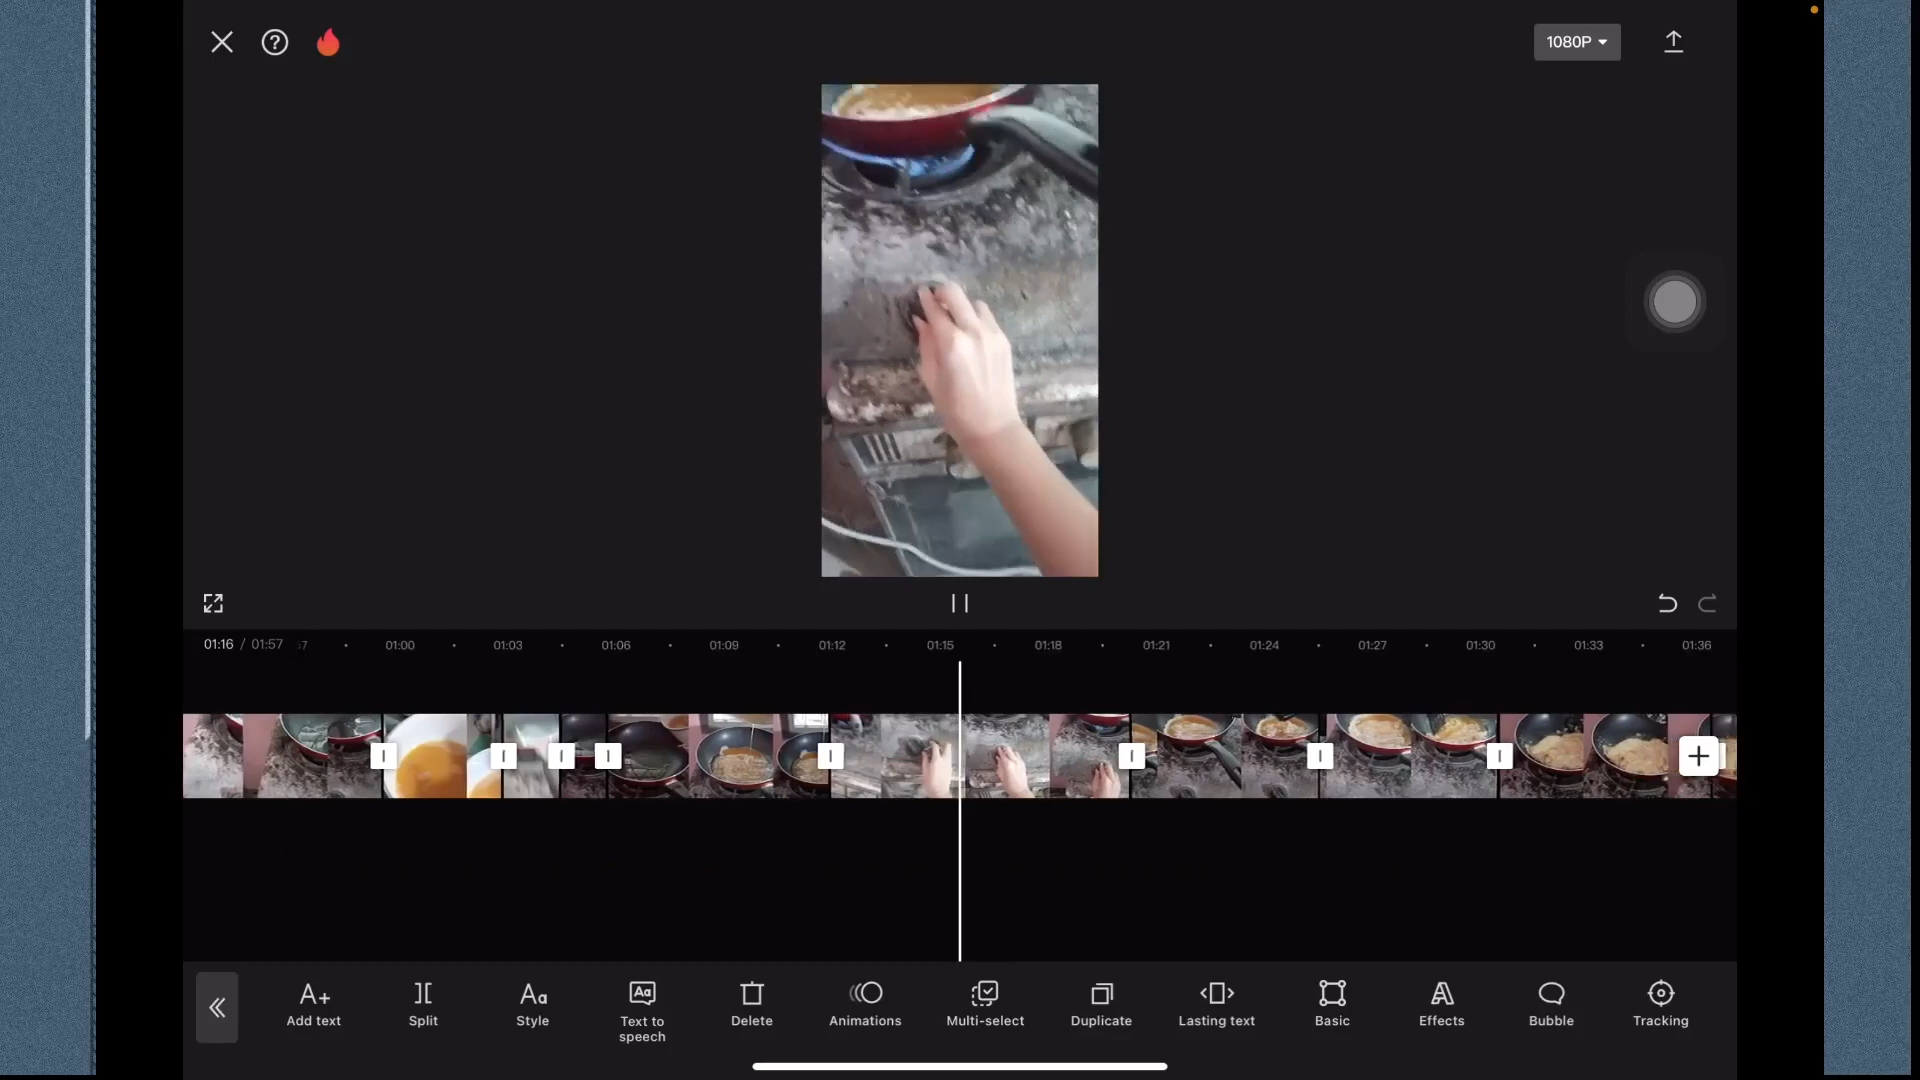 1080P
01:16 / 01:57
01:00
01:03
01:06
01:09
01:12
01:15
01:18
01:21
01:24
01:27
01:30
01:33
01:36
Add text
Split
Style
Text to
speech
Delete
Animations
Multi-select
Duplicate
Lasting text
Basic
Effects
Bubble
Tracking